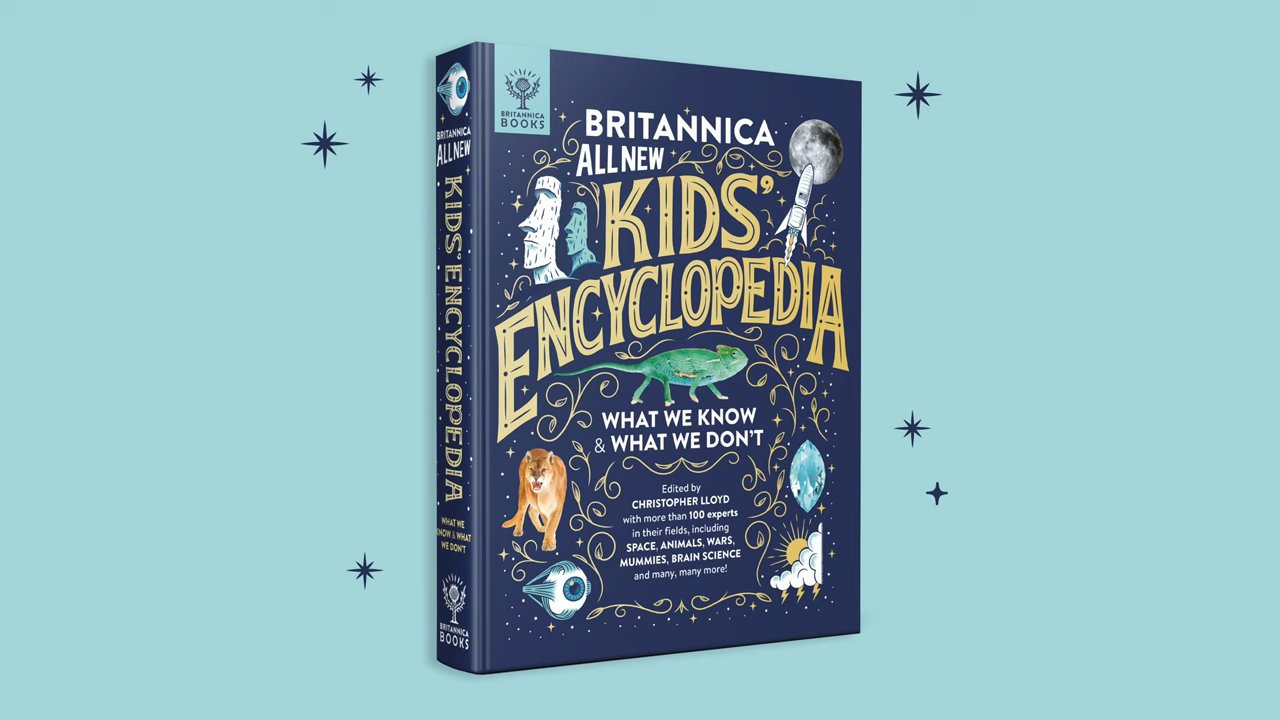 BRITANNICA
BOOKS
BRITANNICA
ALL NEW
KIDS'
ENCYCLOPEDIA
WHAT WE KNOW
& WHAT WE DON'T
Edited by
CHRISTOPHER LLOYD
with more than 100 experts
in their fields, including
SPACE, ANIMALS, WARS,
MUMMIES, BRAIN SCIENCE
and many, many more!
BRITANNICA
ALL NEW
KIDS' ENCYCLOPEDIA
WHAT WE
KNOW & WHAT
WE DON'T
BRITANNICA
BOOKS